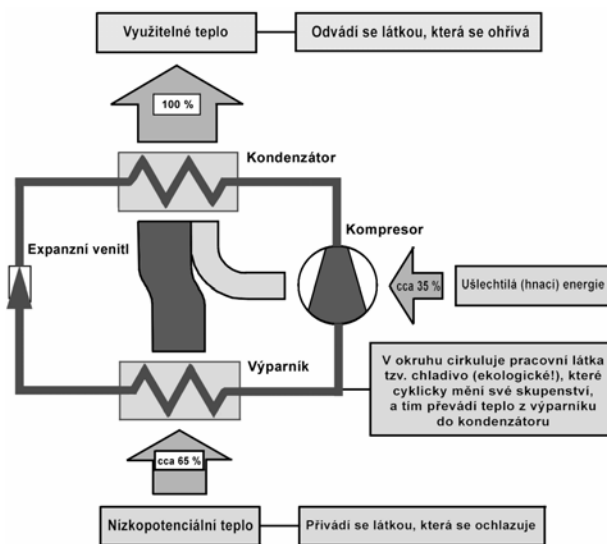 Využitelné teplo
Odvádí se látkou, která se ohřívá
100 %
Kondenzátor
Kompresor
Expanzní venitl
cca 35 %
Ušlechtilá (hnací) energie
Výparník
V okruhu cirkuluje pracovní látka
tzv. chladivo (ekologické!), které
cyklicky mění své skupenství,
a tím převádí teplo z výparníku
do kondenzátoru
cca 65 %
Nízkopotenciální teplo
Přivádí se látkou, která se ochlazuje